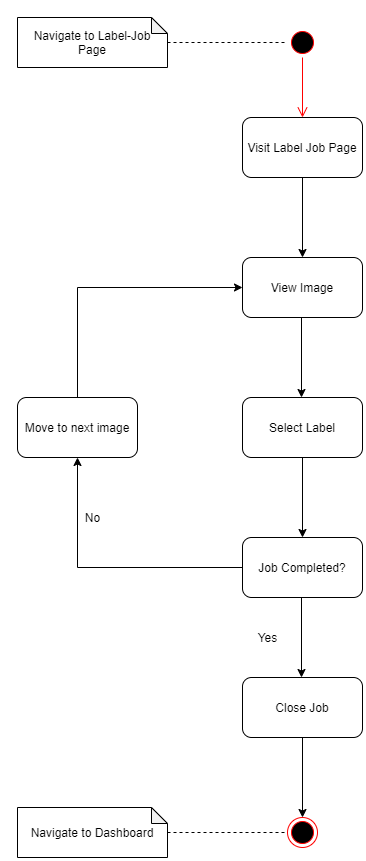 Navigate to Label-Job
Page
Visit Label Job Page
View Image
Move to next image
Select Label
No
Job Completed?
Yes
Close Job
Navigate to Dashboard